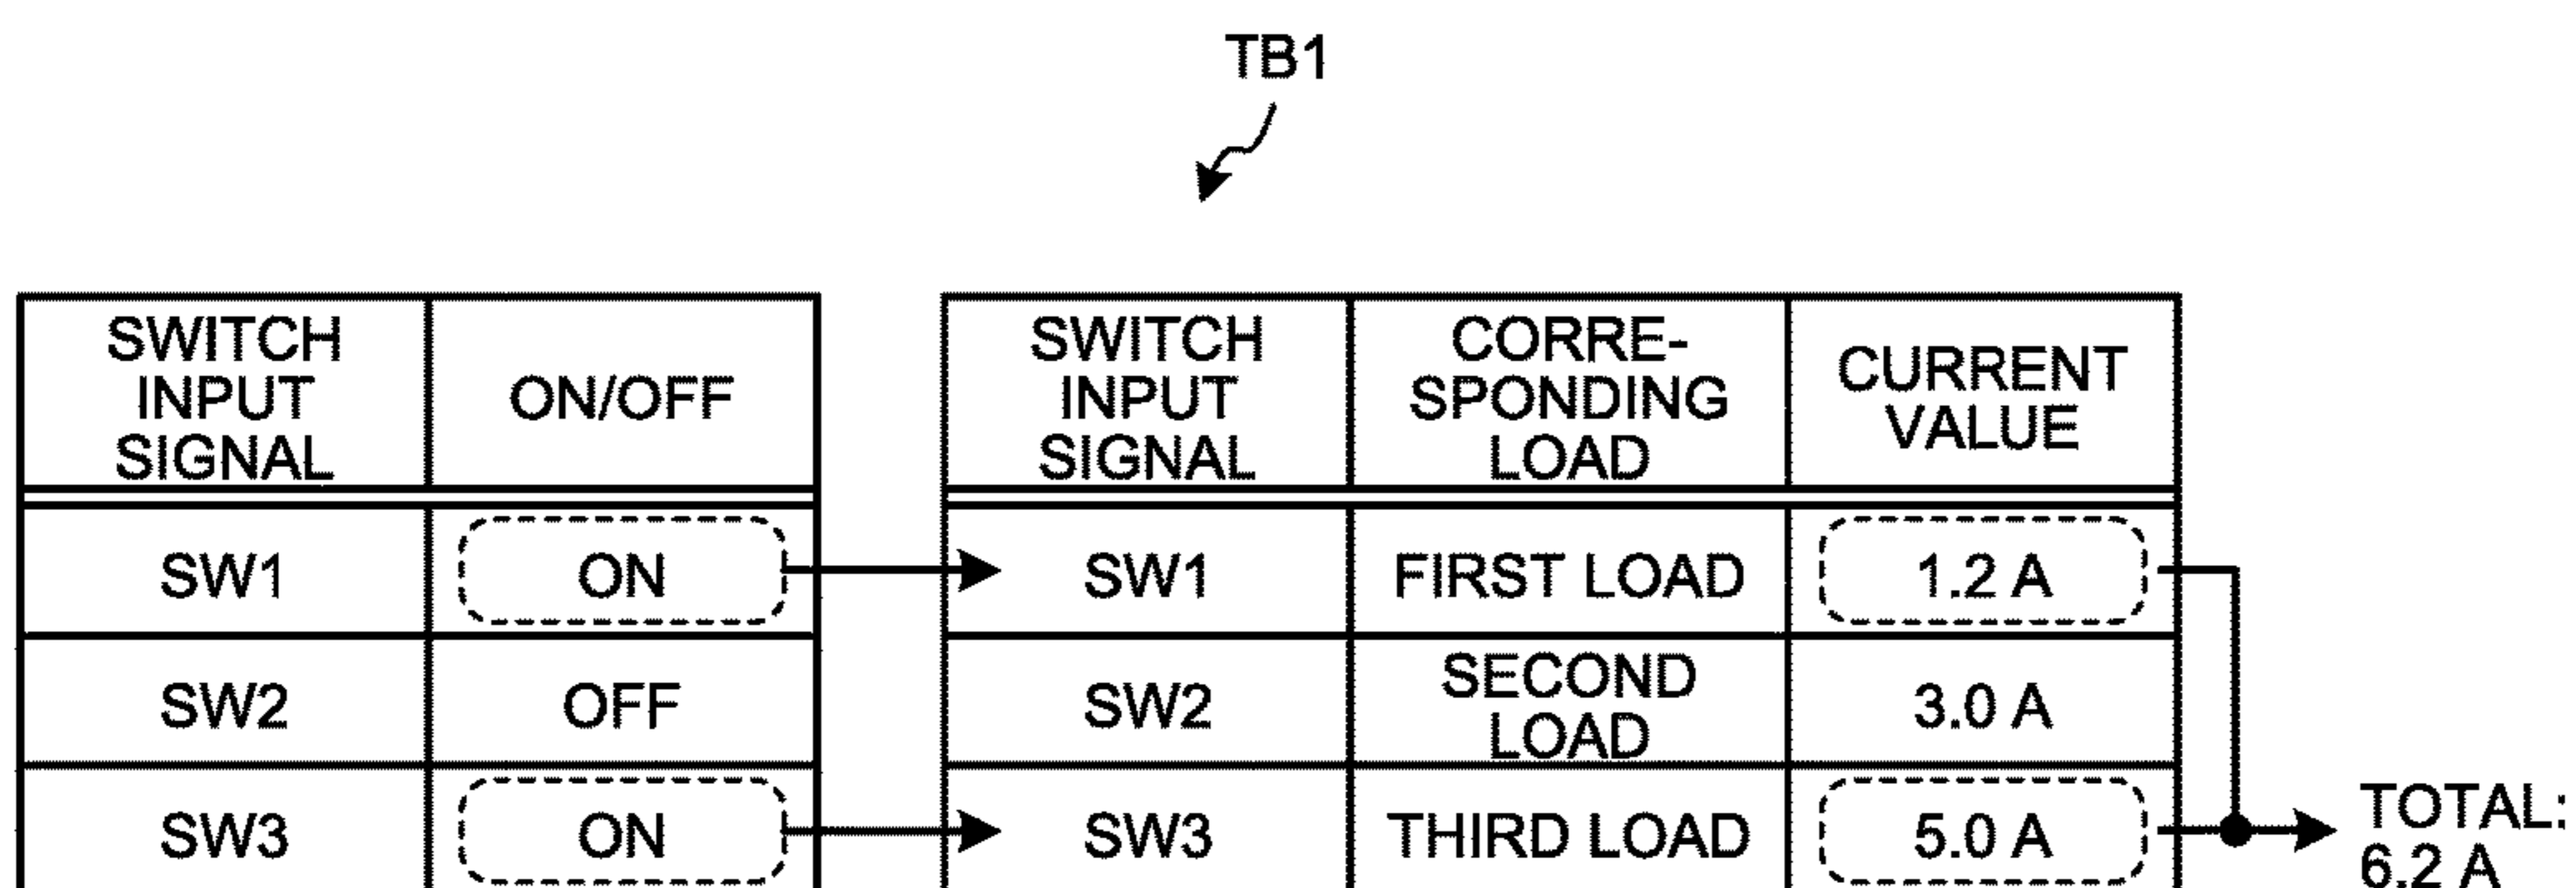 TB1
SWITCH
INPUT
SIGNAL
ON/OFF
SWITCH
INPUT
SIGNAL
CORRE-
SPONDING
LOAD
CURRENT
VALUE
SW1
ON
SW1
FIRST LOAD
1.2 A
SW2
OFF
SW2
SECOND
LOAD
3.0 A
SW3
ON
SW3
THIRD LOAD
5.0 A
TOTAL:
6.2 A